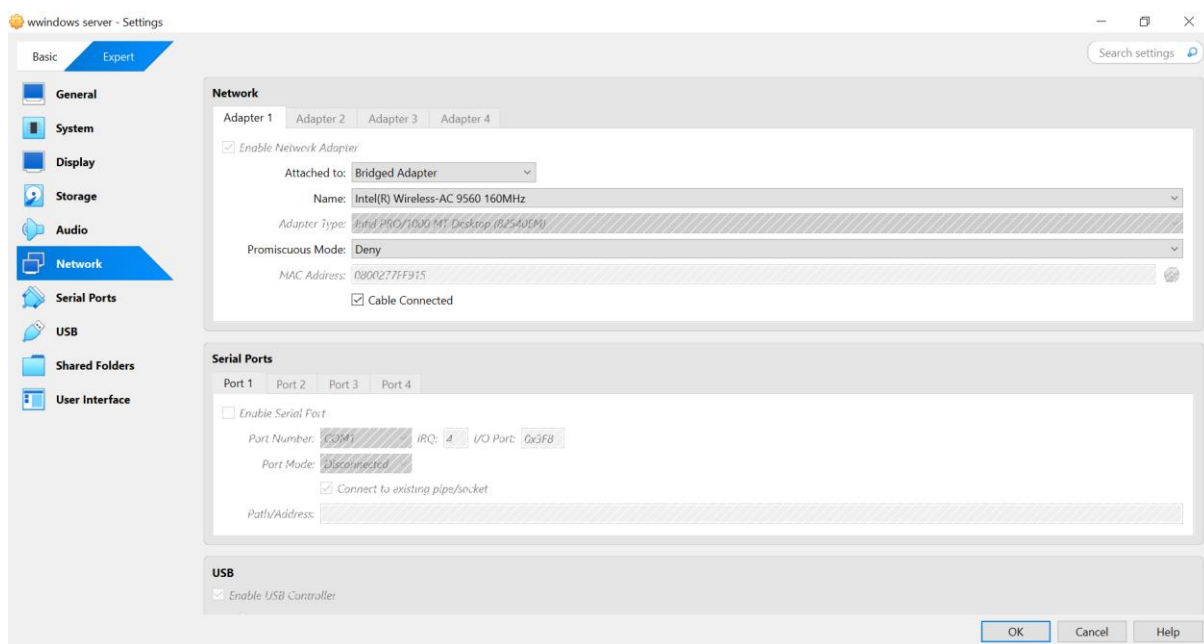 wwindows server - Settings
Basic
Expert
Search settings
General
System
Display
Storage
Audio
Network
Serial Ports
USB
Shared Folders
User Interface
Network
Adapter 1 Adapter 2 Adapter 3 Adapter 4
Enable Network Adapter
Attached to: Bridged Adapter
Name: Intel(R) Wireless-AC 9560 160MHz
Adapter Type: Intel PRO/1000 MT Desktop (82540EM)
Promiscuous Mode: Deny
MAC Address: 0800277FF915
Cable Connected
Serial Ports
Port 1 Port 2 Port 3 Port 4
Enable Serial Port
Port Number: COM1 IRQ: 4 I/O Port: 0x3F8
Port Mode: Disconnected
Connect to existing pipe/socket
Path/Address:
USB
Enable USB Controller
OK Cancel Help